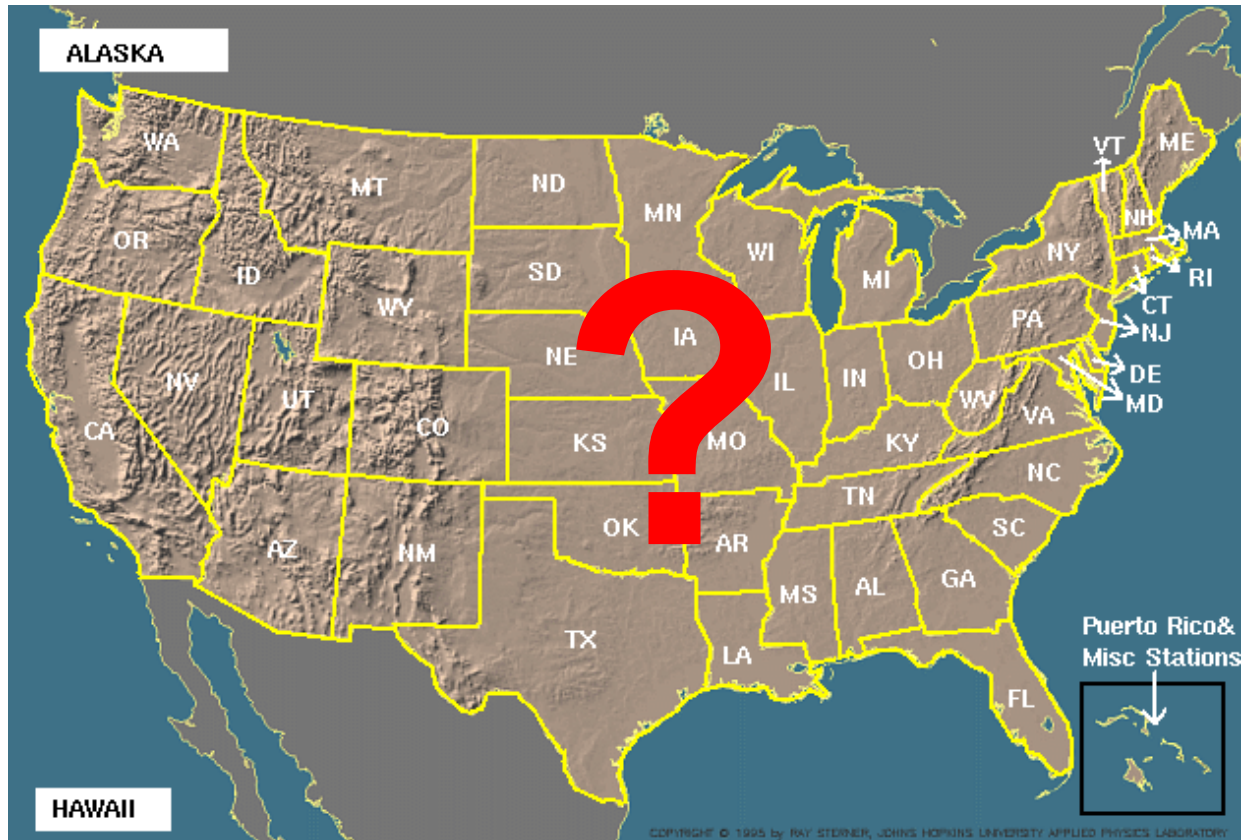 ALASKA
WA
MT
ND
MN
VT
ME
OR
ID
SD
WI
MI
NY
NH
MA
RI
WY
NE
IA
PA
CT
NJ
NV
UT
CO
IL
IN
OH
WV
VA
DE
MD
CA
KS
MO
KY
NC
AZ
NM
OK
AR
TN
SC
TX
LA
MS
AL
GA
FL
?
Puerto Rico&
Misc Stations
HAWAII
COPYRIGHT © 1995 by RAY STERNER, JOHNS HOPKINS UNIVERSITY APPLIED PHYSICS LABORATORY